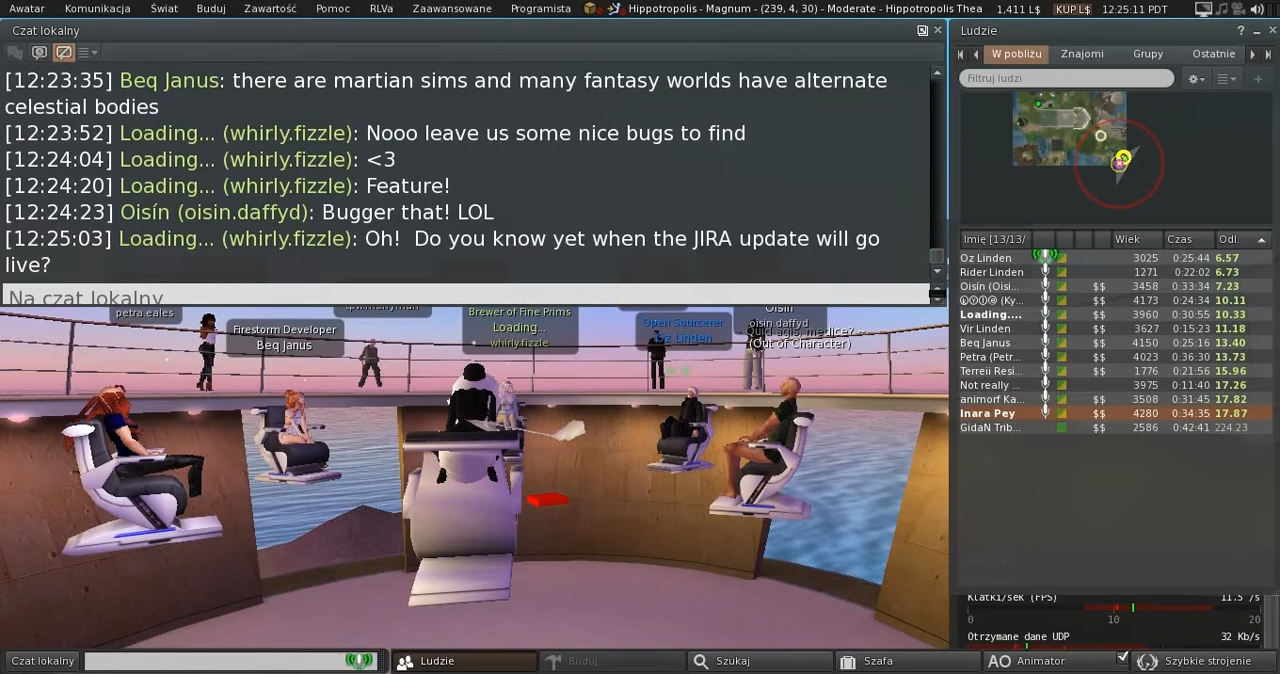 Awatar Komunikacja Świat Buduj Zawartość Pomoc RLVa Zaawansowane Programista Hippotropolis - Magnum - (239, 4, 30) - Moderate - Hippotropolis Thea 1,411 L$ KUP L$ 12:25:11 PDT
Czat lokalny
[12:23:35] Beq Janus: there are martian sims and many fantasy worlds have alternate
celestial bodies
[12:23:52] Loading... (whirly.fizzle): Nooo leave us some nice bugs to find
[12:24:04] Loading... (whirly.fizzle): <3
[12:24:20] Loading... (whirly.fizzle): Feature!
[12:24:23] Oisín (oisin.daffyd): Bugger that! LOL
[12:25:03] Loading... (whirly.fizzle): Oh!  Do you know yet when the JIRA update will go
live?
Na czat lokalny
petra.eales
Firestorm Developer
Beq Janus
Brewer of Fine Prims
Loading...
whirly.fizzle
Open Sourcerer
Oz Linden
Oisín
oisin.daffyd
(Out of Character)
Ludzie
W pobliżu Znajomi Grupy Ostatnie
Filtruj ludzi
Imię [13/13/ Wiek Czas Odl.
Oz Linden 3025 0:25:44 6.57
Rider Linden 1271 0:22:02 6.73
Oisín (Oisi... $$ 3458 0:33:34 7.23
(Ky... $$ 4173 0:24:34 10.11
Loading.... $$ 3960 0:30:55 10.33
Vir Linden $$ 3627 0:15:23 11.18
Beq Janus $$ 4150 0:25:16 13.40
Petra (Petr... $$ 4023 0:36:30 13.73
Terreii Resi... $$ 1776 0:21:56 15.96
Not really ... 3975 0:11:40 17.26
animorf Ka... $$ 3508 0:31:45 17.82
Inara Pey $$ 4280 0:34:35 17.87
GidaN Trib... $$ 2586 0:42:41 224.23
Klatki/sek (FPS) 11.5 /s
0 10 20
Otrzymane dane UDP 32 Kb/s
Czat lokalny Ludzie Buduj Szukaj Szafa AO Animator Szybkie strojenie